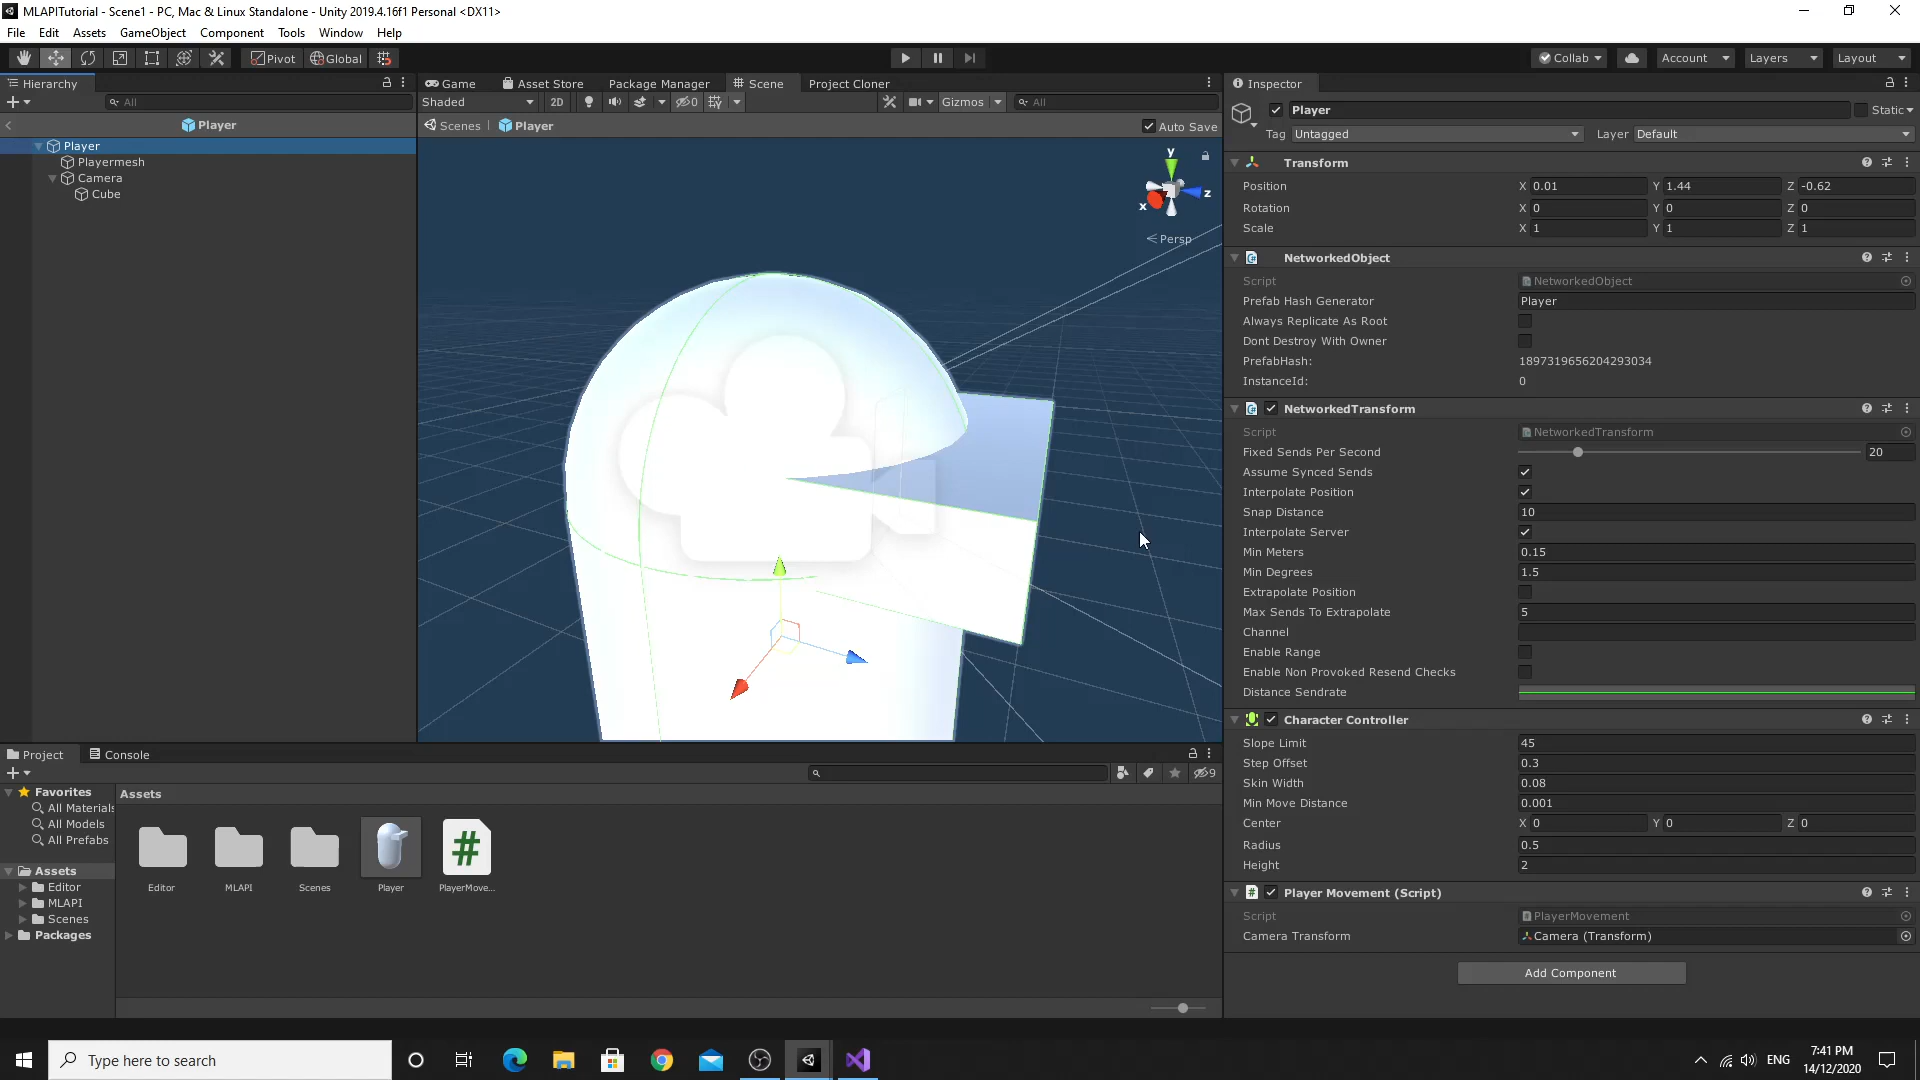 MLAPITutorial - Scene1 - PC, Mac & Linux Standalone - Unity 2019.4.16f1 Personal <DX11>
File Edit Assets GameObject Component Tools Window Help
Pivot Global Collab Account Layers Layout
Hierarchy
All
Player
Player
Playermesh
Camera
Cube
Game Asset Store Package Manager Scene Project Cloner
Shaded 2D 0 Gizmos All
Scenes Player Auto Save
y
z
x
Persp
Inspector
Player Static
Tag Untagged Layer Default
Transform
Position X 0.01 Y 1.44 Z -0.62
Rotation X 0 Y 0 Z 0
Scale X 1 Y 1 Z 1
NetworkedObject
Script NetworkedObject
Prefab Hash Generator Player
Always Replicate As Root
Dont Destroy With Owner
PrefabHash: 1897319656204293034
InstanceId: 0
NetworkedTransform
Script NetworkedTransform
Fixed Sends Per Second 20
Assume Synced Sends
Interpolate Position
Snap Distance 10
Interpolate Server
Min Meters 0.15
Min Degrees 1.5
Extrapolate Position
Max Sends To Extrapolate 5
Channel
Enable Range
Enable Non Provoked Resend Checks
Distance Sendrate
Character Controller
Slope Limit 45
Step Offset 0.3
Skin Width 0.08
Min Move Distance 0.001
Center X 0 Y 0 Z 0
Radius 0.5
Height 2
Player Movement (Script)
Script PlayerMovement
Camera Transform Camera (Transform)
Add Component
Project Console
9
Favorites
All Materials
All Models
All Prefabs
Assets
Editor
MLAPI
Scenes
Packages
Assets
Editor MLAPI Scenes Player PlayerMove...
Type here to search
ENG
7:41 PM
14/12/2020